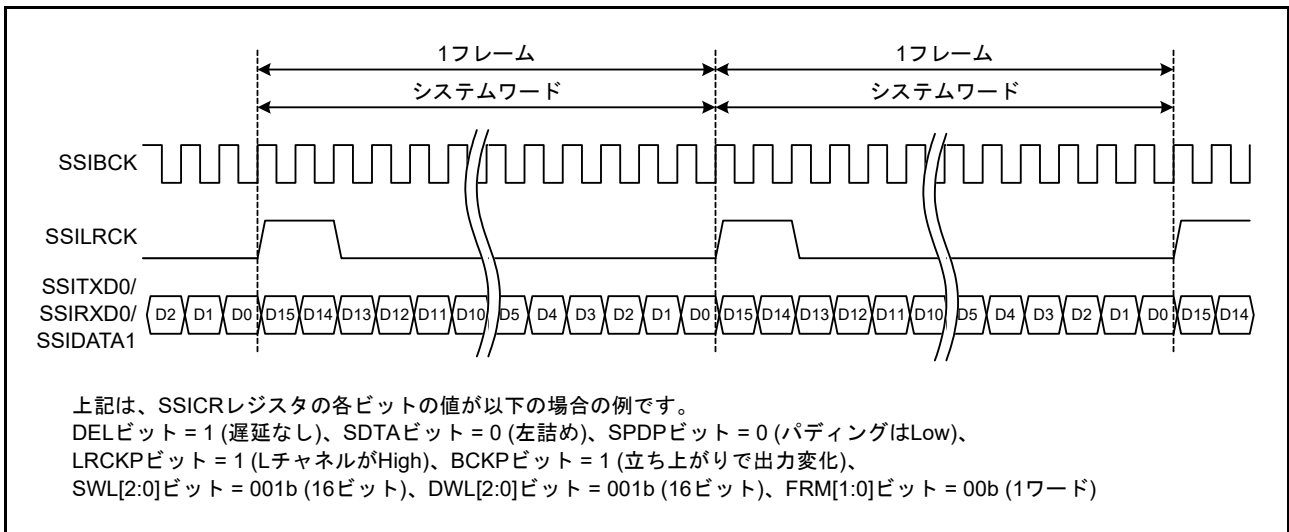 1フレーム 1フレーム
システムワード システムワード
SSIBCK
SSILRCK
SSITXD0/
SSIRXD0/
SSIDATA1
D2 D1 D0 D15 D14 D13 D12 D11 D10 D5 D4 D3 D2 D1 D0 D15 D14 D13 D12 D11 D10 D5 D4 D3 D2 D1 D0 D15 D14
上記は、SSICRレジスタの各ビットの値が以下の場合の例です。
DELビット = 1 (遅延なし)、SDTAビット = 0 (左詰め)、SPDPビット = 0 (パディングはLow)、
LRCKPビット = 1 (LチャネルがHigh)、BCKPビット = 1 (立ち上がりで出力変化)、
SWL[2:0]ビット = 001b (16ビット)、DWL[2:0]ビット = 001b (16ビット)、FRM[1:0]ビット = 00b (1ワード)